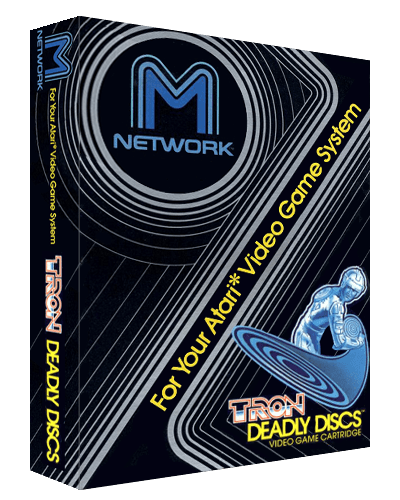 M
NETWORK
For Your Atari* Video Game System
TRON
DEADLY DISCS
M
NETWORK
For Your Atari* Video Game System
TRON
DEADLY DISCS™
VIDEO GAME CARTRIDGE